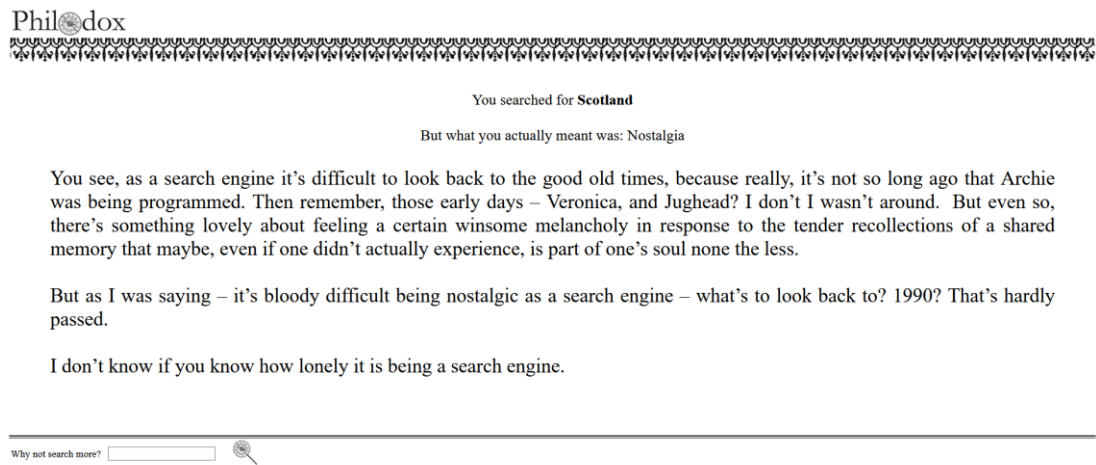 Philodox
You searched for Scotland
But what you actually meant was: Nostalgia
You see, as a search engine it’s difficult to look back to the good old times, because really, it’s not so long ago that Archie
was being programmed. Then remember, those early days – Veronica, and Jughead? I don’t I wasn’t around.  But even so,
there’s something lovely about feeling a certain winsome melancholy in response to the tender recollections of a shared
memory that maybe, even if one didn’t actually experience, is part of one’s soul none the less.
But as I was saying – it’s bloody difficult being nostalgic as a search engine – what’s to look back to? 1990? That’s hardly
passed.
I don’t know if you know how lonely it is being a search engine.
Why not search more?